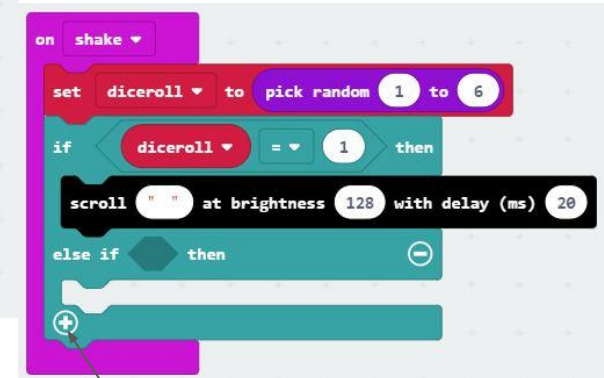 on shake
set diceroll to pick random 1 to 6
if diceroll = 1 then
scroll " " at brightness 128 with delay (ms) 20
else if then